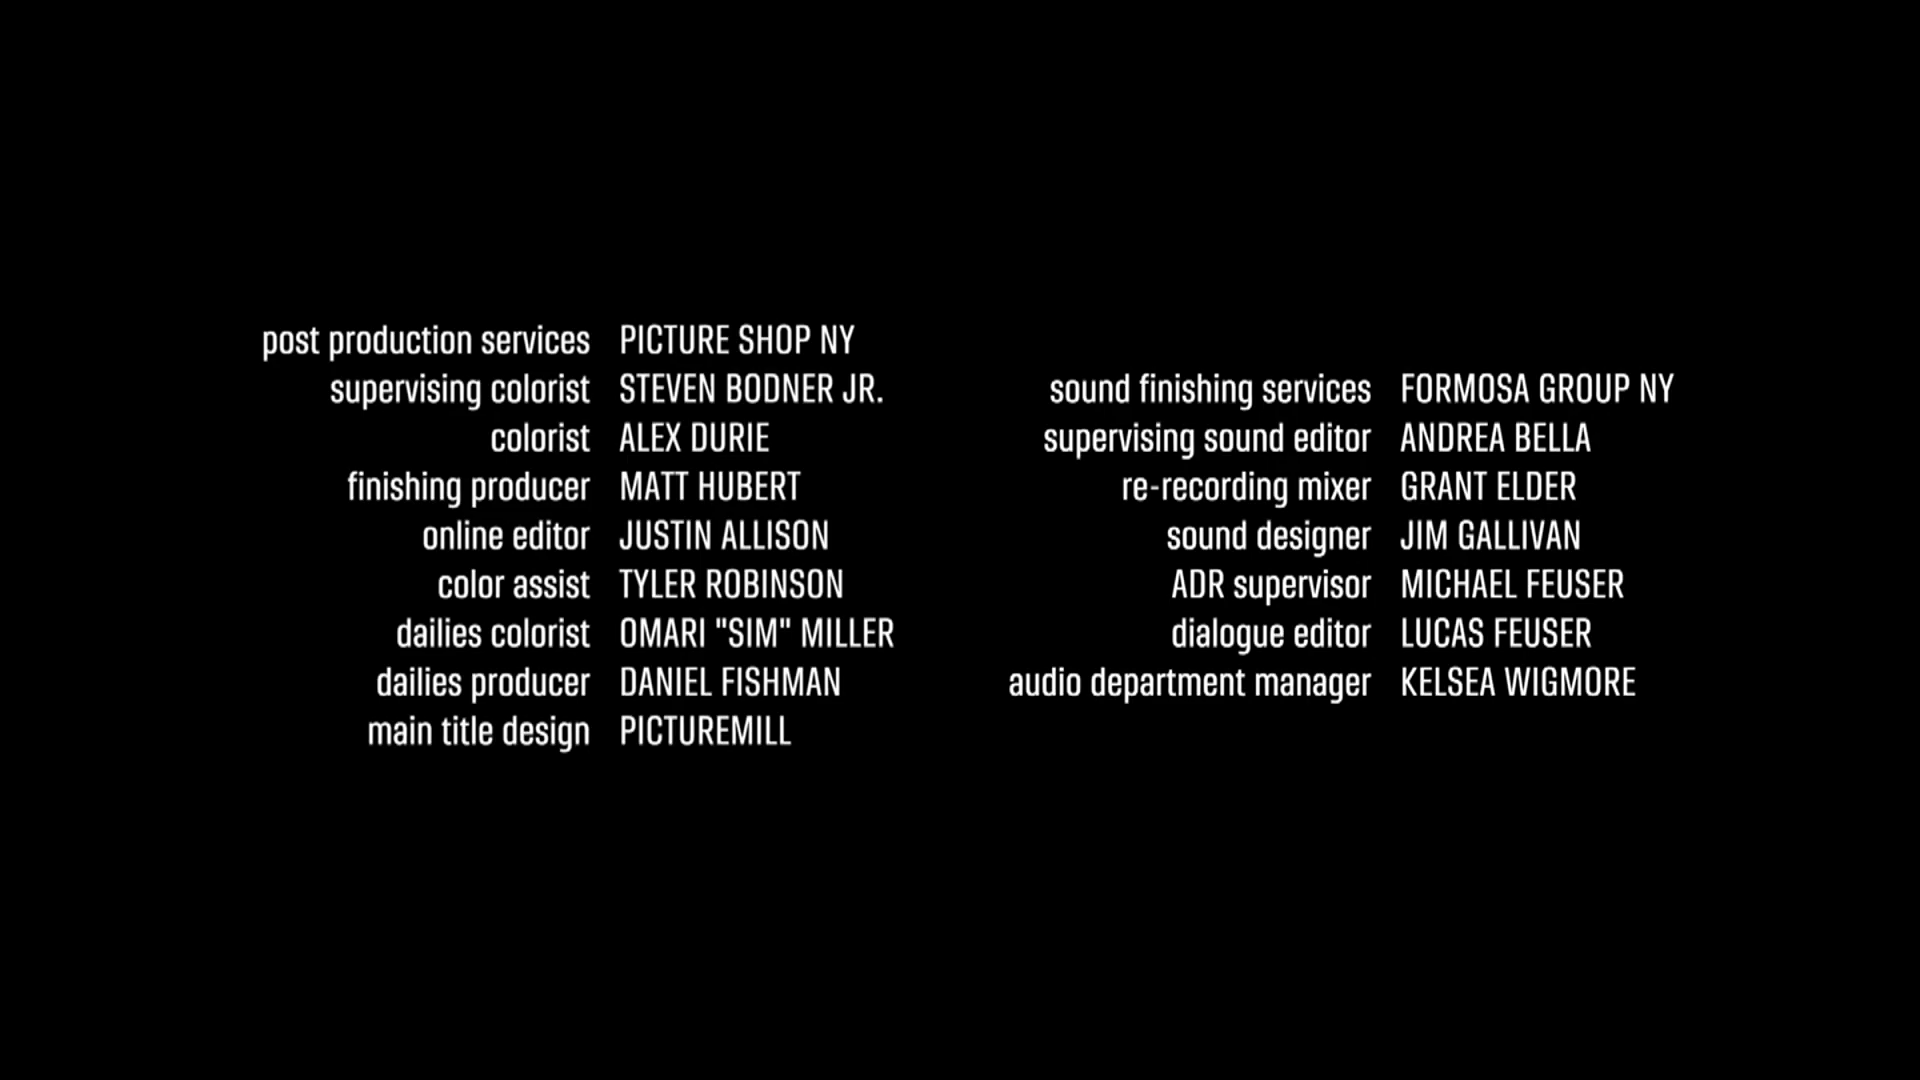 post production services PICTURE SHOP NY
supervising colorist STEVEN BODNER JR.
colorist ALEX DURIE
finishing producer MATT HUBERT
online editor JUSTIN ALLISON
color assist TYLER ROBINSON
dailies colorist OMARI "SIM" MILLER
dailies producer DANIEL FISHMAN
main title design PICTUREMILL
sound finishing services FORMOSA GROUP NY
supervising sound editor ANDREA BELLA
re-recording mixer GRANT ELDER
sound designer JIM GALLIVAN
ADR supervisor MICHAEL FEUSER
dialogue editor LUCAS FEUSER
audio department manager KELSEA WIGMORE